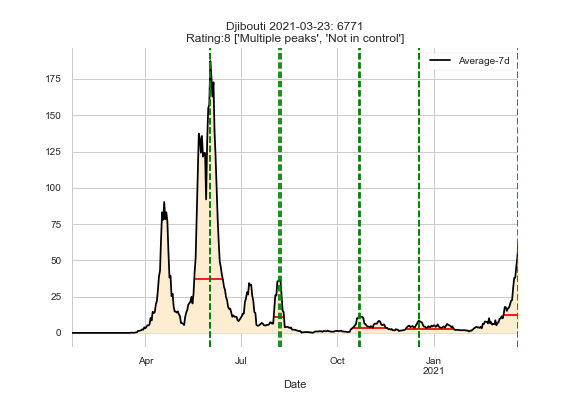 Djibouti 2021-03-23: 6771
Rating:8 ['Multiple peaks', 'Not in control']
Average-7d
175
150
125
100
75
50
25
0
Apr
Jul
Oct
Jan
2021
Date